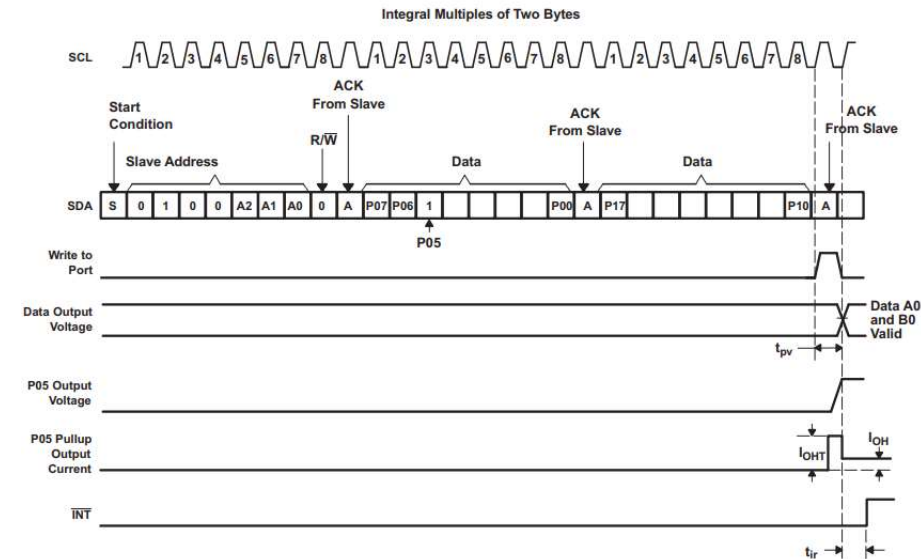 Integral Multiples of Two Bytes
SCL 1 2 3 4 5 6 7 8 1 2 3 4 5 6 7 8 1 2 3 4 5 6 7 8
Start
Condition
R/W̅
ACK
From Slave
ACK
From Slave
ACK
From Slave
Slave Address
Data
Data
SDA S 0 1 0 0 A2 A1 A0 0 A P07 P06 1 P00 A P17 P10 A
P05
Write to
Port
Data Output
Voltage
Data A0
and B0
Valid
tpv
P05 Output
Voltage
P05 Pullup
Output
Current
IOHT
IOH
I̅N̅T̅
tir